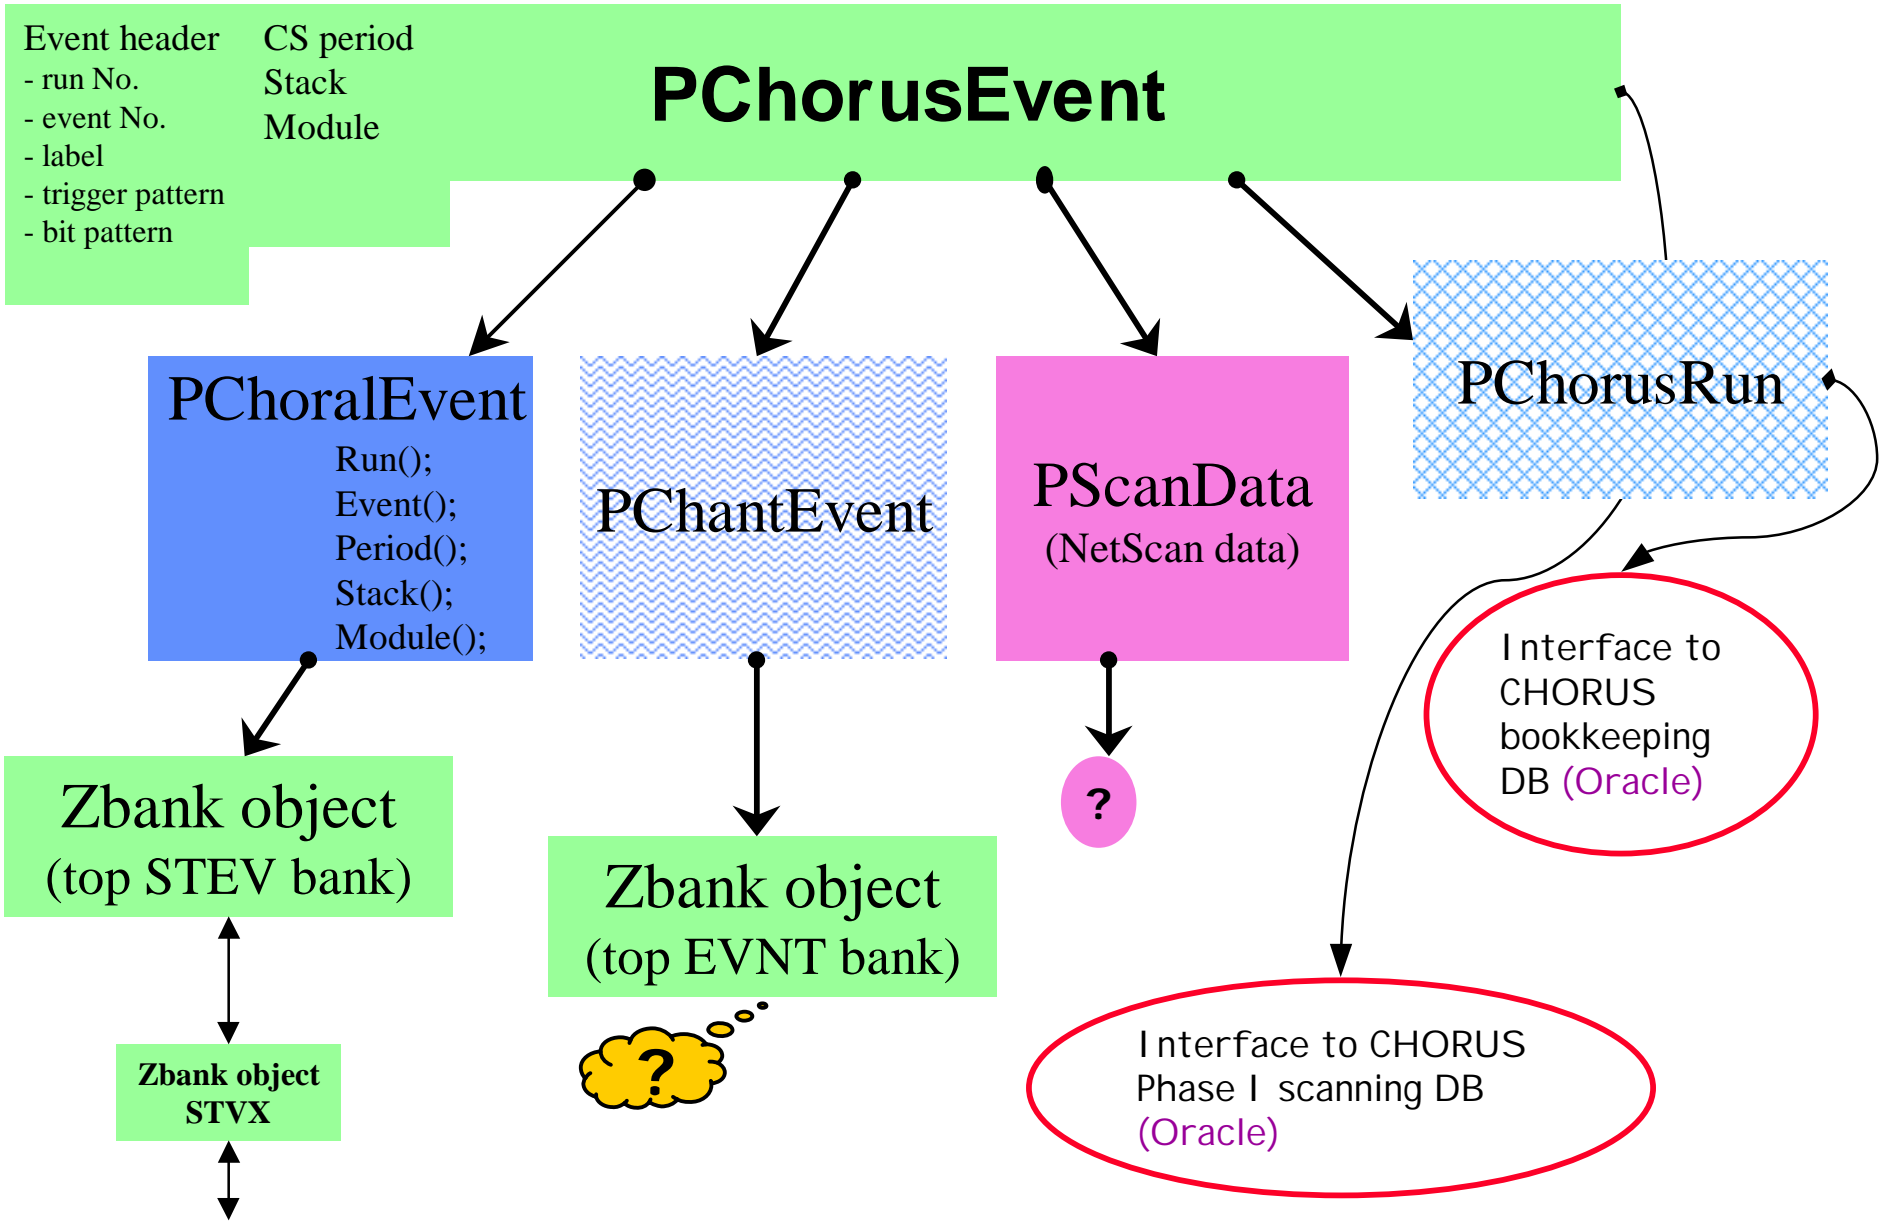 Event header
- run No.
- event No.
- label
- trigger pattern
- bit pattern
CS period
Stack
Module
PChorusEvent
PChoralEvent
Run();
Event();
Period();
Stack();
Module();
PChantEvent
PScanData
(NetScan data)
PChorusRun
Zbank object
(top STEV bank)
Zbank object
STVX
Zbank object
(top EVNT bank)
?
?
Interface to
CHORUS
bookkeeping
DB (Oracle)
Interface to CHORUS
Phase I scanning DB
(Oracle)